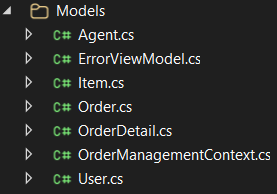 Models
C# Agent.cs
C# ErrorViewModel.cs
C# Item.cs
C# Order.cs
C# OrderDetail.cs
C# OrderManagementContext.cs
C# User.cs